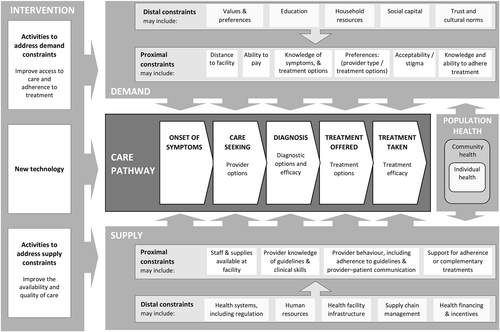 INTERVENTION
Activities to
address demand
constraints
Improve access to
care and
adherence to
treatment
New technology
Activities to
address supply
constraints
Improve the
availability and
quality of care
Distal constraints
may include:
Values &
preferences
Education
Household
resources
Social capital
Trust and
cultural norms
Proximal
constraints
may include:
Distance
to facility
Ability to
pay
Knowledge of
symptoms, &
treatment options
Preferences:
(provider type /
treatment options)
Acceptability /
stigma
Knowledge and
ability to adhere
treatment
DEMAND
CARE
PATHWAY
ONSET OF
SYMPTOMS
CARE
SEEKING
Provider
options
DIAGNOSIS
Diagnostic
options and
efficacy
TREATMENT
OFFERED
Treatment
options
TREATMENT
TAKEN
Treatment
efficacy
POPULATION
HEALTH
Community
health
Individual
health
SUPPLY
Proximal
constraints
may include:
Staff & supplies
available at
facility
Provider knowledge
of guidelines &
clinical skills
Provider behaviour, including
adherence to guidelines &
provider–patient communication
Support for adherence
or complementary
treatments
Distal constraints
may include:
Health systems,
including regulation
Human
resources
Health facility
infrastructure
Supply chain
management
Health financing
& incentives